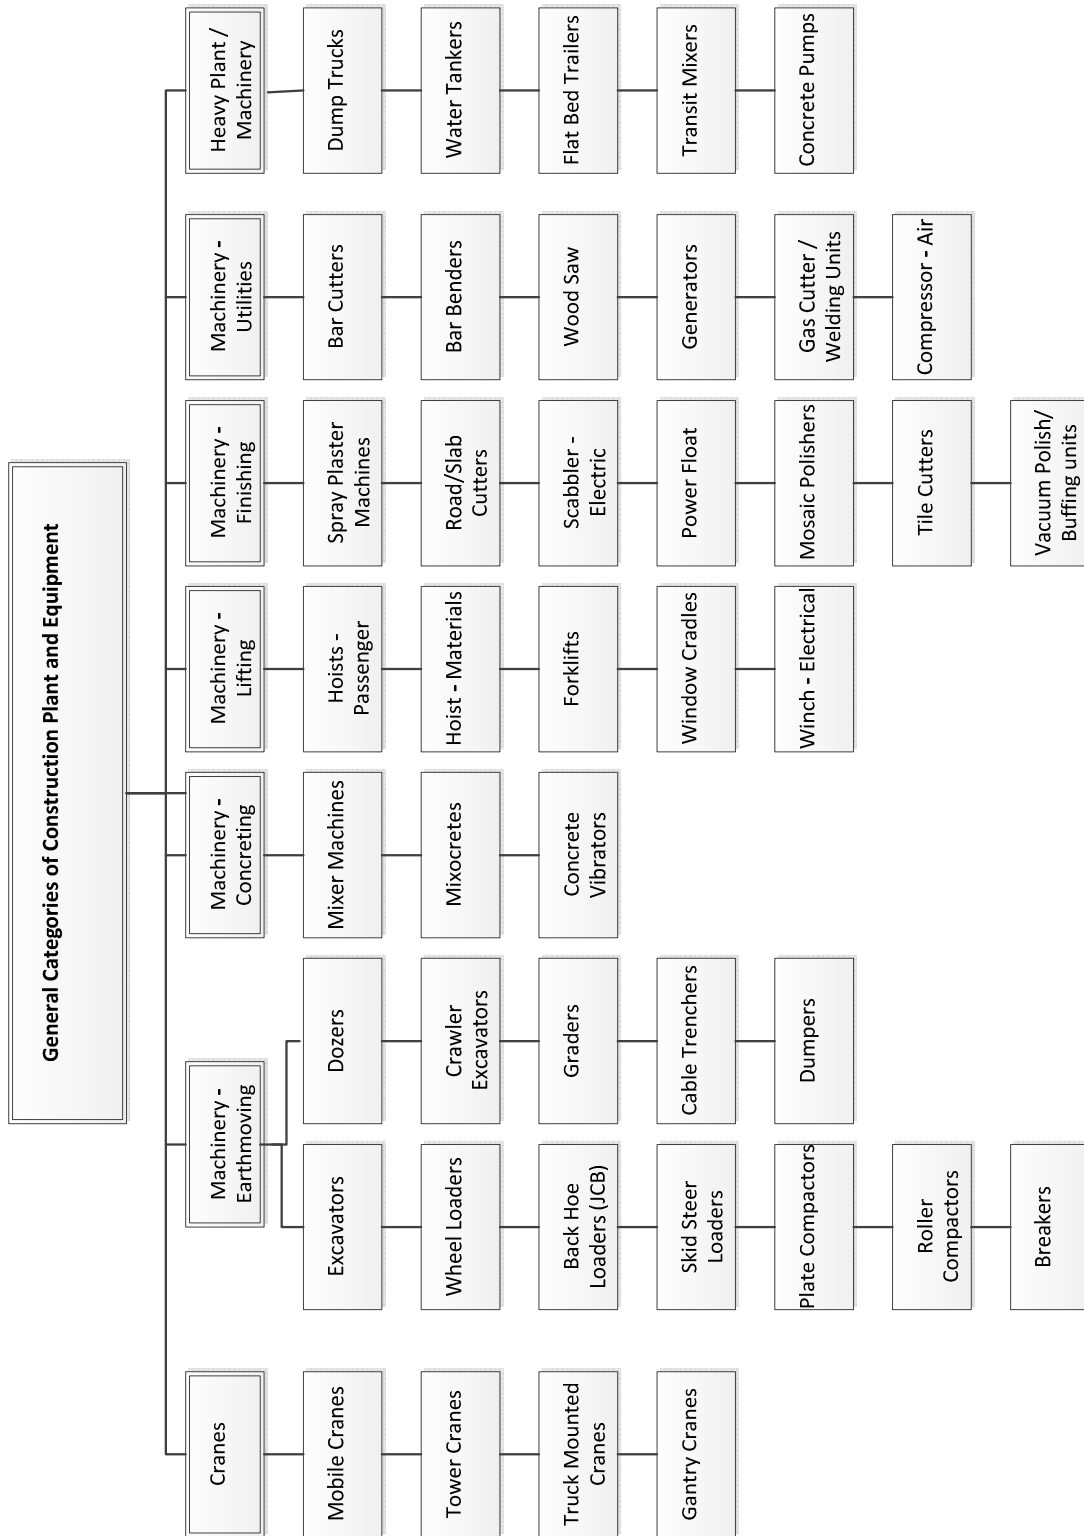 General Categories of Construction Plant and Equipment
Cranes
Mobile Cranes
Tower Cranes
Truck Mounted
Cranes
Gantry Cranes
Machinery -
Earthmoving
Excavators
Wheel Loaders
Back Hoe
Loaders (JCB)
Skid Steer
Loaders
Plate Compactors
Roller
Compactors
Breakers
Dozers
Crawler
Excavators
Graders
Cable Trenchers
Dumpers
Machinery -
Concreting
Mixer Machines
Mixocretes
Concrete
Vibrators
Machinery -
Lifting
Hoists -
Passenger
Hoist - Materials
Forklifts
Window Cradles
Winch - Electrical
Machinery -
Finishing
Spray Plaster
Machines
Road/Slab
Cutters
Scabbler -
Electric
Power Float
Mosaic Polishers
Tile Cutters
Vacuum Polish/
Buffing units
Machinery -
Utilities
Bar Cutters
Bar Benders
Wood Saw
Generators
Gas Cutter /
Welding Units
Compressor - Air
Heavy Plant /
Machinery
Dump Trucks
Water Tankers
Flat Bed Trailers
Transit Mixers
Concrete Pumps